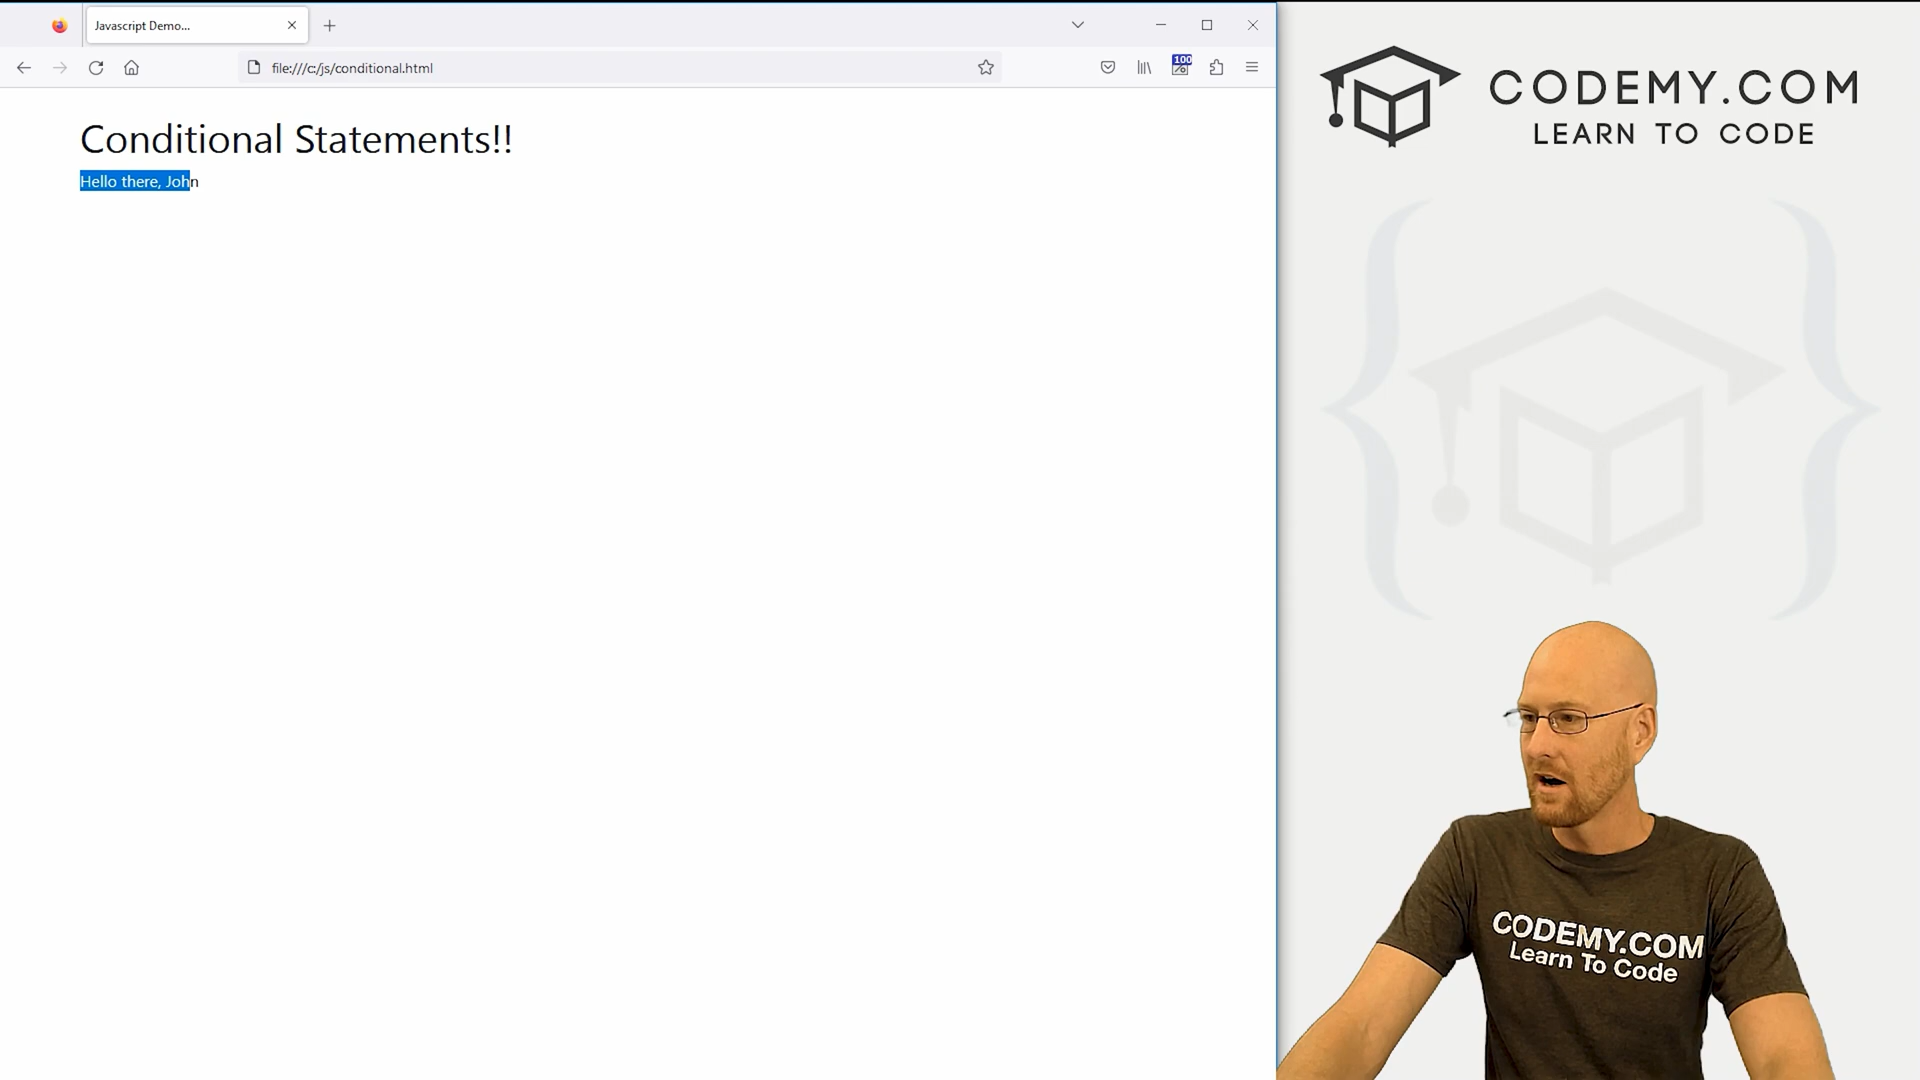 Javascript Demo...
file:///c:/js/conditional.html
100
Conditional Statements!!
Hello there, John
CODEMY.COM
LEARN TO CODE
CODEMY.COM
Learn To Code